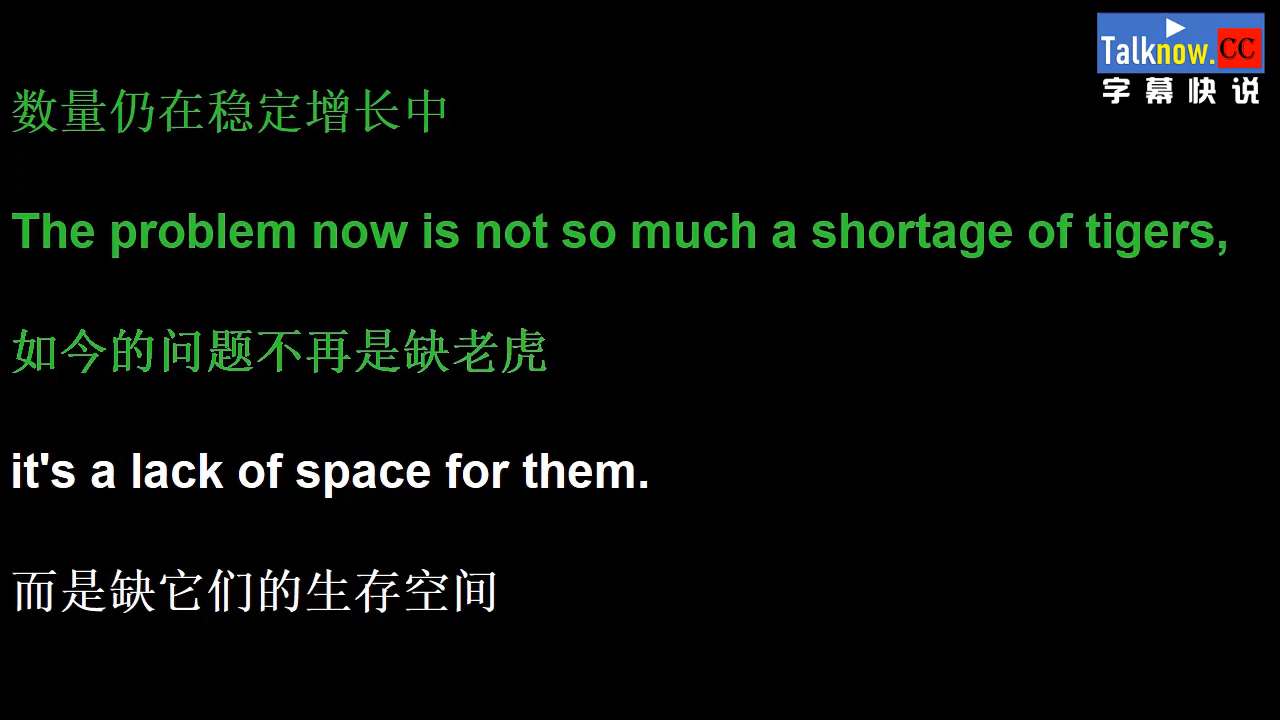 Talknow.CC
字幕快说
数量仍在稳定增长中
The problem now is not so much a shortage of tigers,
如今的问题不再是缺老虎
it's a lack of space for them.
而是缺它们的生存空间